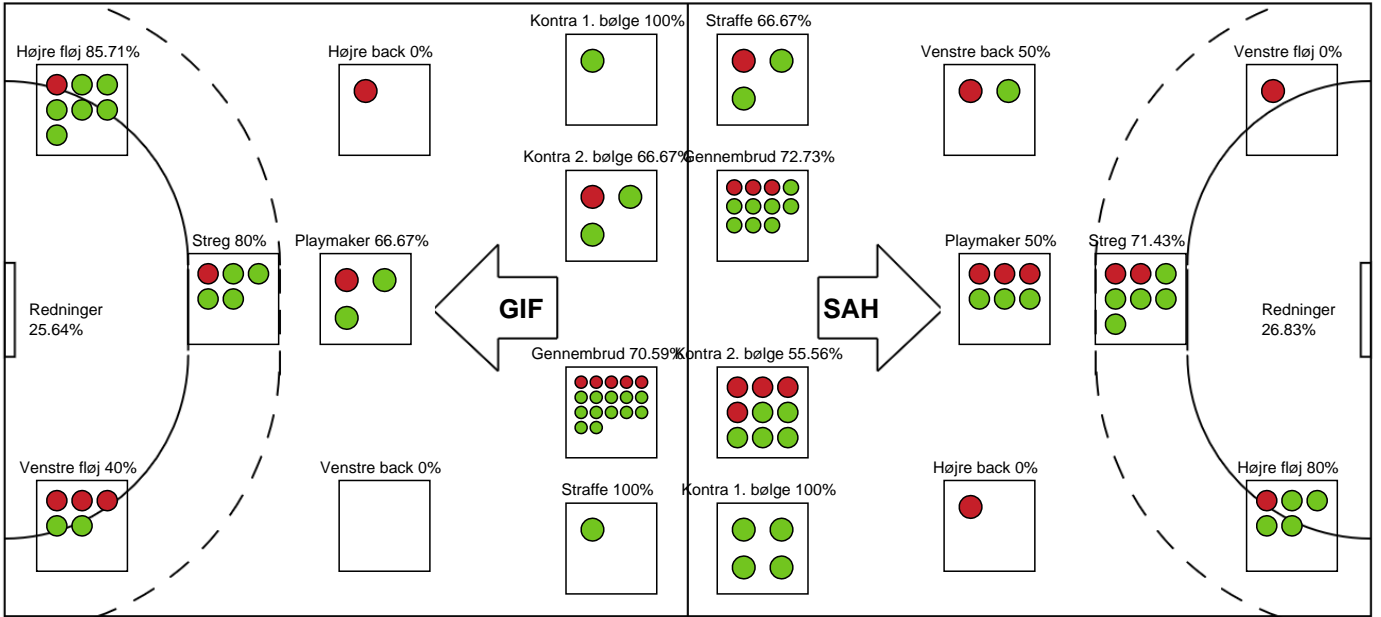 Kontra 1. bølge 100%
Straffe 66.67%
Højre fløj 85.71%
Højre back 0%
Venstre back 50%
Venstre fløj 0%
Kontra 2. bølge 66.67%
Gennembrud 72.73%
Streg 80%
Playmaker 66.67%
Playmaker 50%
Streg 71.43%
Redninger
25.64%
GIF
SAH
Redninger
26.83%
Gennembrud 70.59%
Kontra 2. bølge 55.56%
Venstre fløj 40%
Venstre back 0%
Straffe 100%
Kontra 1. bølge 100%
Højre back 0%
Højre fløj 80%